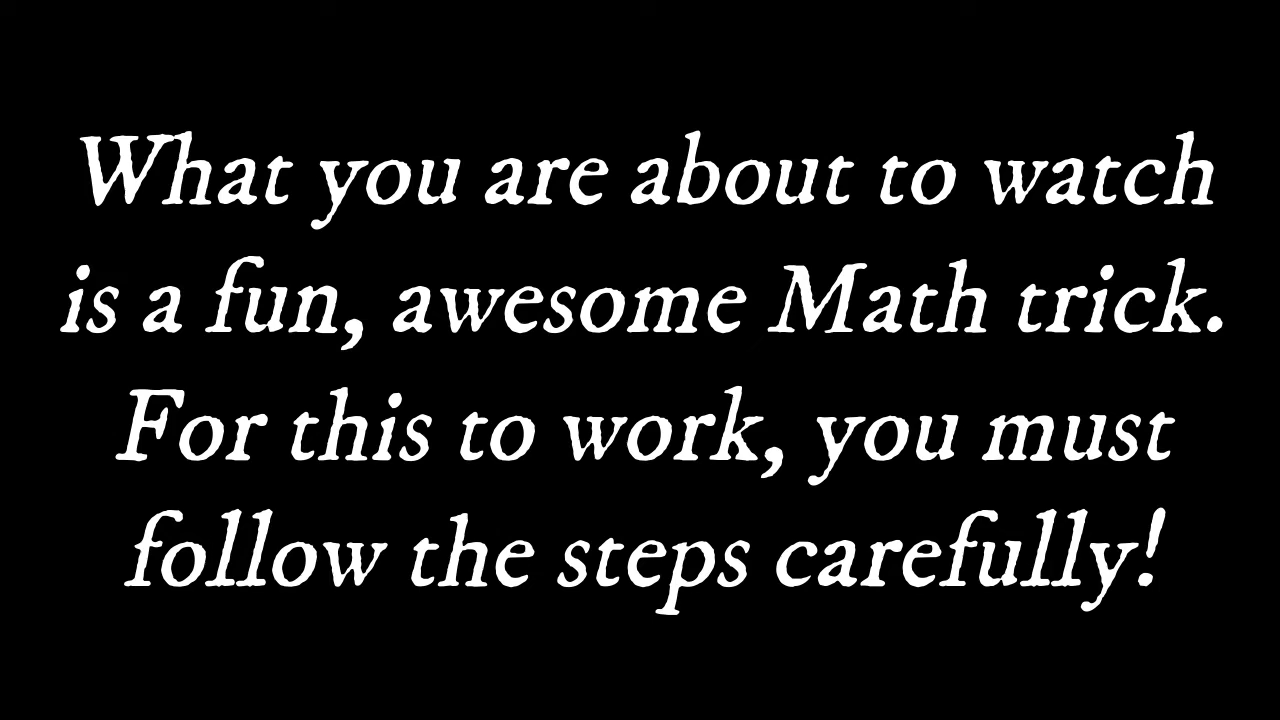 What you are about to watch
is a fun, awesome Math trick.
For this to work, you must
follow the steps carefully!